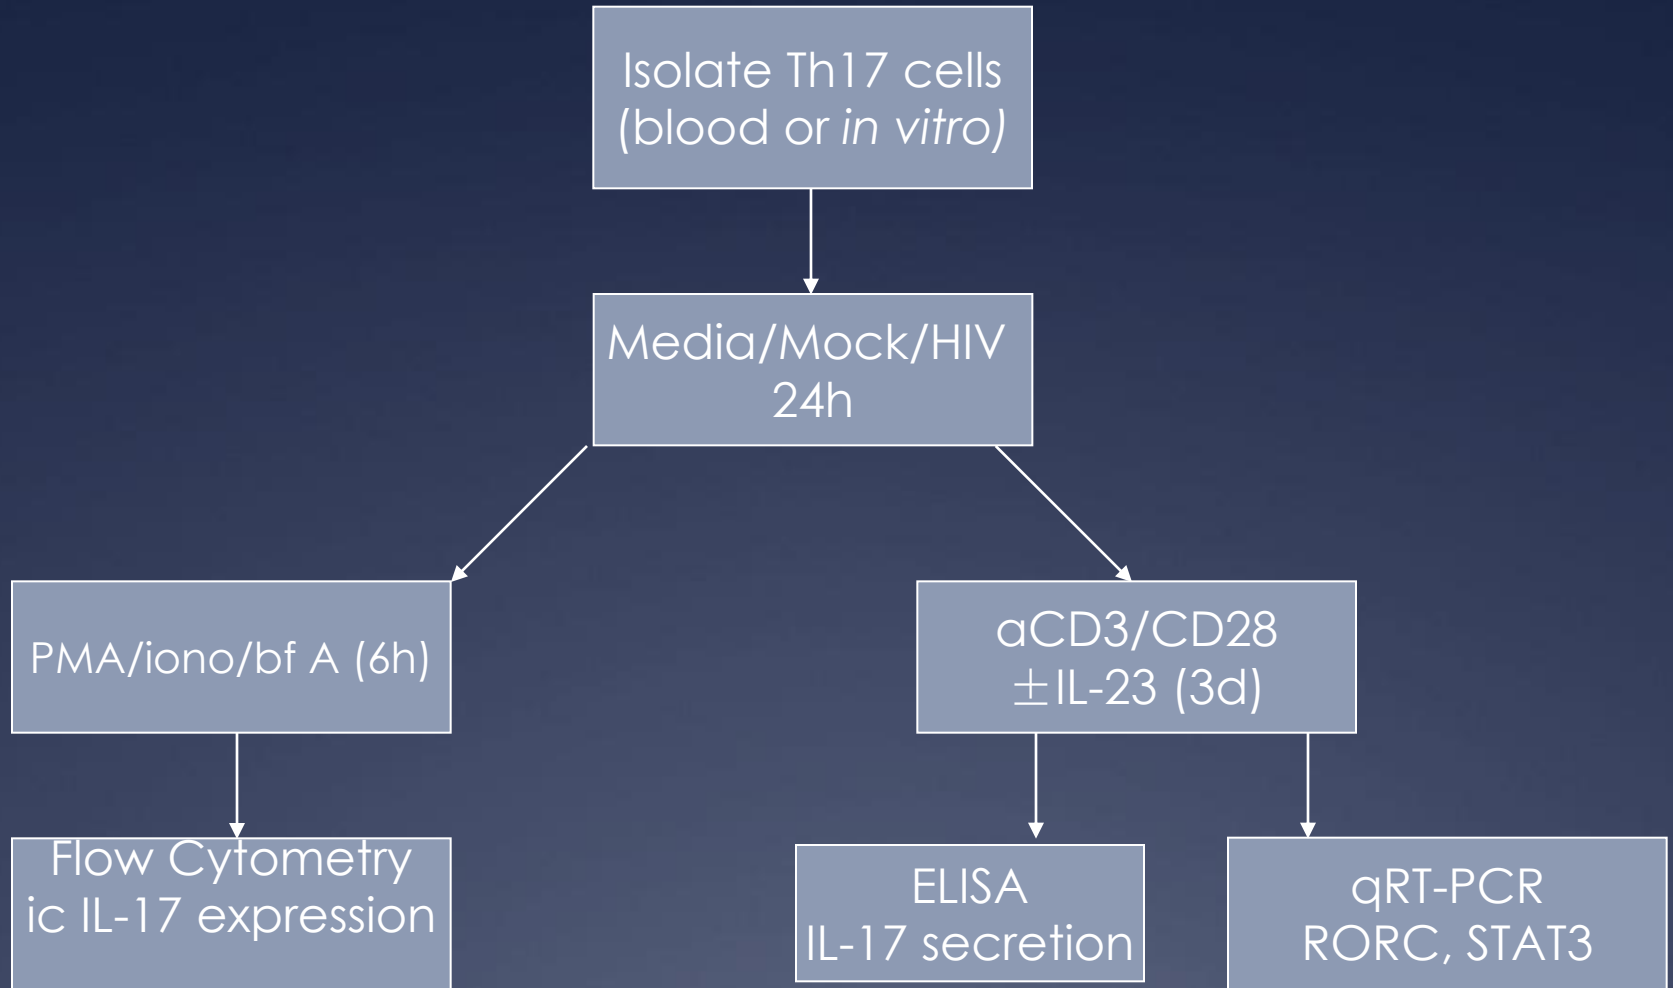 Isolate Th17 cells
(blood or in vitro)
Media/Mock/HIV
24h
PMA/iono/bf A (6h)
aCD3/CD28
±IL-23 (3d)
Flow Cytometry
ic IL-17 expression
ELISA
IL-17 secretion
qRT-PCR
RORC, STAT3